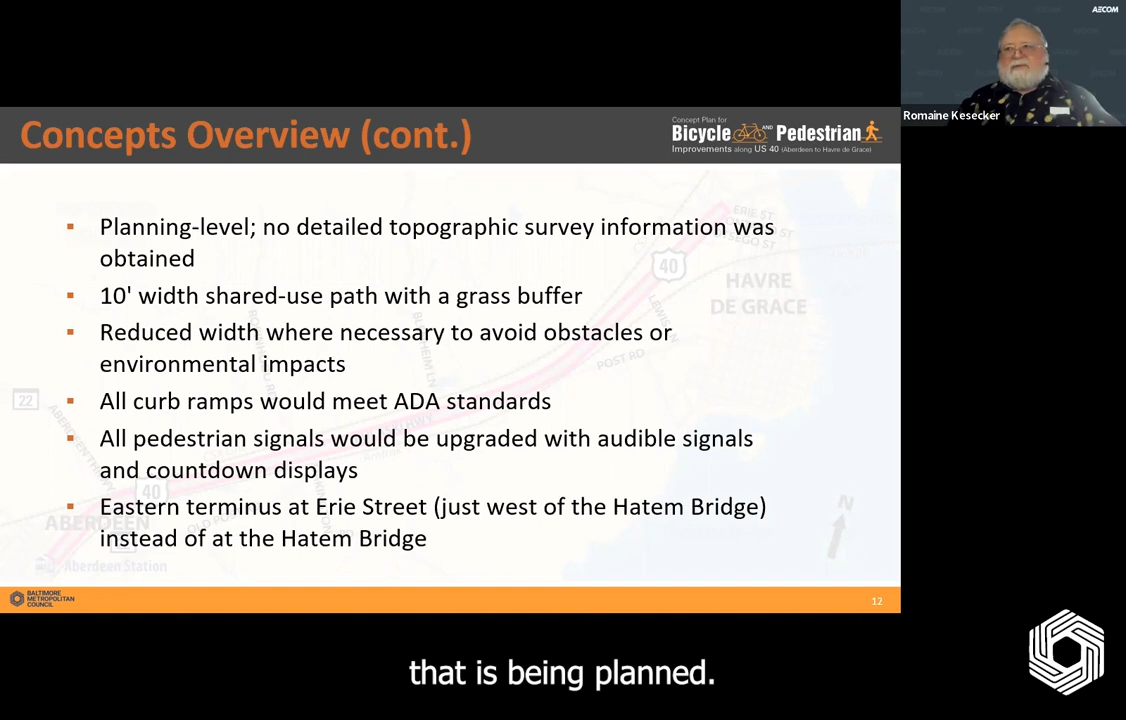 AECOM
Romaine Kesecker
Concepts Overview (cont.)
Concept Plan for
Bicycle AND Pedestrian
Improvements along US 40 (Aberdeen to Havre de Grace)
▪ Planning-level; no detailed topographic survey information was
obtained
▪ 10' width shared-use path with a grass buffer
▪ Reduced width where necessary to avoid obstacles or
environmental impacts
▪ All curb ramps would meet ADA standards
▪ All pedestrian signals would be upgraded with audible signals
and countdown displays
▪ Eastern terminus at Erie Street (just west of the Hatem Bridge)
instead of at the Hatem Bridge
ERIE ST
40
HAVRE
DE GRACE
POST RD
22
40
ABERDEEN
Aberdeen Station
N
BALTIMORE
METROPOLITAN
COUNCIL
12
that is being planned.